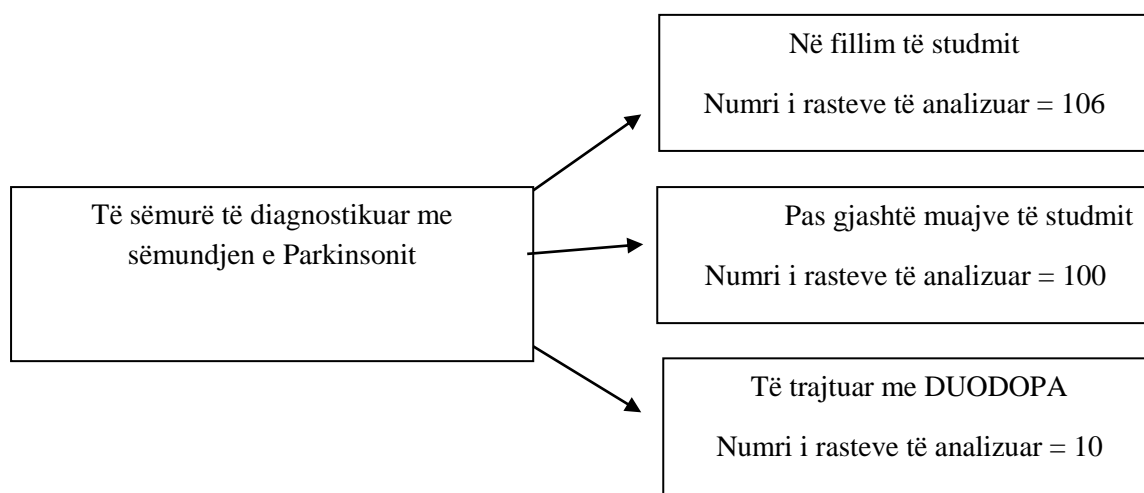 Të sëmurë të diagnostikuar me
sëmundjen e Parkinsonit
Në fillim të studmit
Numri i rasteve të analizuar = 106
Pas gjashtë muajve të studmit
Numri i rasteve të analizuar = 100
Të trajtuar me DUODOPA
Numri i rasteve të analizuar = 10